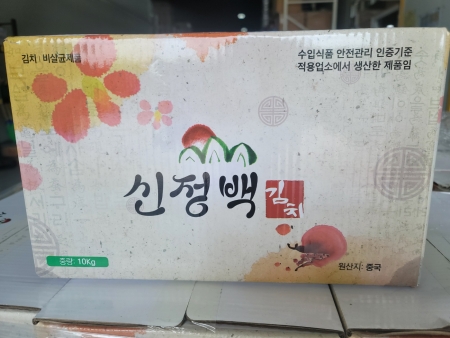 김치 : 비살균제품
수입식품 안전관리 인증기준
적용업소에서 생산한 제품임
신정백
김치
중량: 10Kg
원산지: 중국